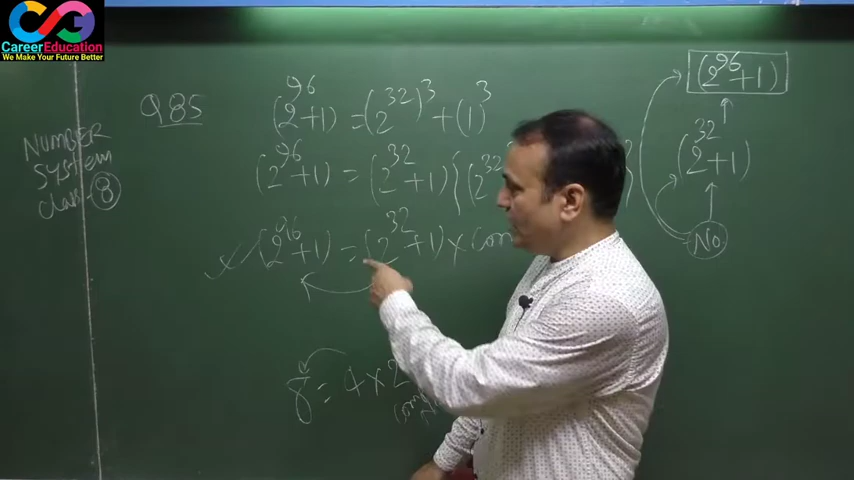 CareerEducation
We Make Your Future Better
NUMBER
System
class-8
Q85
(2^96+1) = (2^32)^3 + (1)^3
(2^96+1) = (2^32+1) { (2^32
(2^96+1) = (2^32+1) × (com
8 = 4 × 2
(2^96+1)
(2^32+1)
No